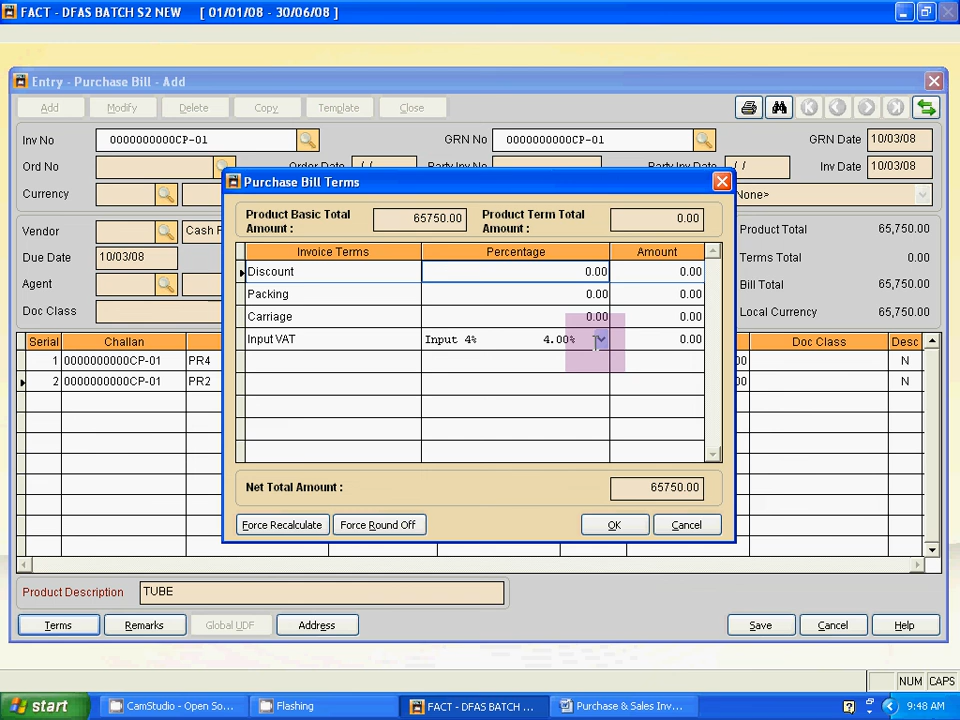 FACT - DFAS BATCH S2 NEW [ 01/01/08 - 30/06/08 ]
Entry - Purchase Bill - Add
Add Modify Delete Copy Template Close
Inv No 0000000000CP-01 GRN No 0000000000CP-01 GRN Date 10/03/08
Ord No Order Date / / Party Inv No Party Inv Date / / Inv Date 10/03/08
Currency None>
Purchase Bill Terms
Vendor Cash Product Total 65,750.00
Due Date 10/03/08 Terms Total 0.00
Agent Bill Total 65,750.00
Doc Class Local Currency 65,750.00
Product Basic Total Amount : 65750.00 Product Term Total Amount : 0.00
Invoice Terms Percentage Amount
Discount 0.00 0.00
Packing 0.00 0.00
Carriage 0.00 0.00
Input VAT Input 4% 4.00% 0.00
Serial Challan Doc Class Desc
1 00000000CP-01 PR4 00 N
2 00000000CP-01 PR2 00 N
Net Total Amount : 65750.00
Force Recalculate Force Round Off OK Cancel
Product Description TUBE
Terms Remarks Global UDF Address Save Cancel Help
NUM CAPS
start CamStudio - Open So... Flashing FACT - DFAS BATCH ... Purchase & Sales Inv... 9:48 AM